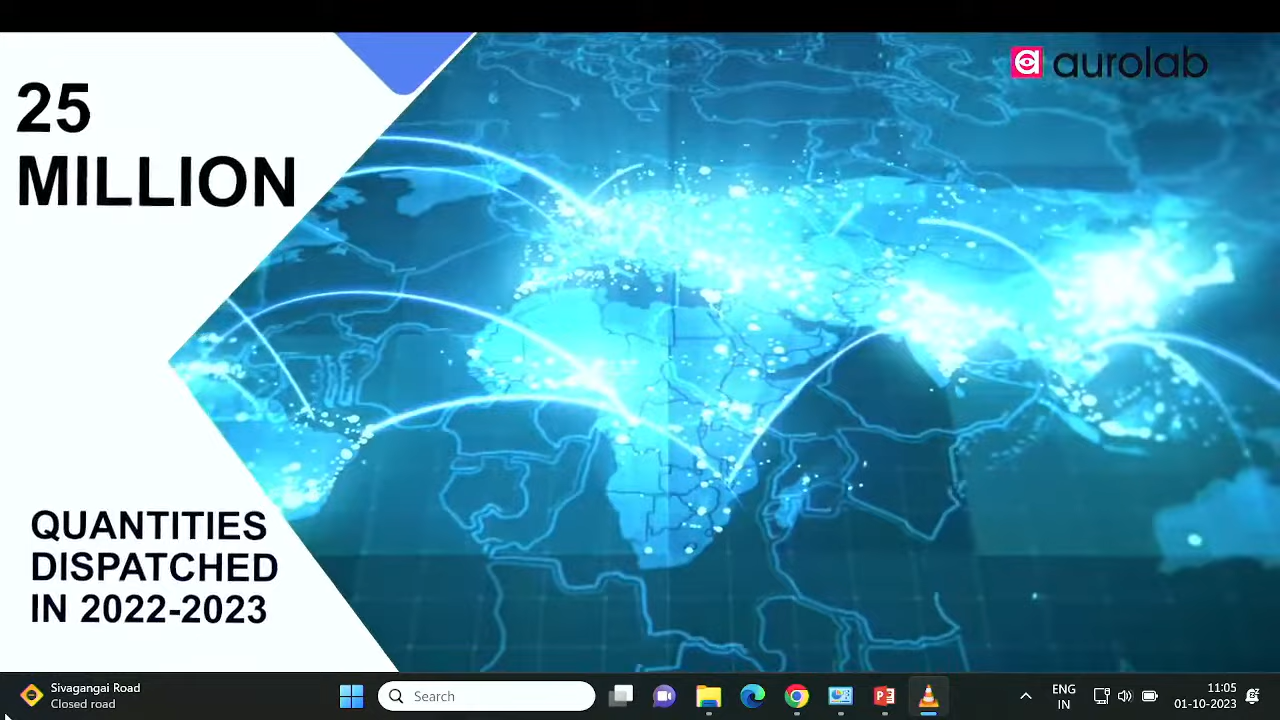 25
MILLION
aurolab
QUANTITIES
DISPATCHED
IN 2022-2023
Sivagangai Road
Closed road
Search
ENG
IN
11:05
01-10-2023